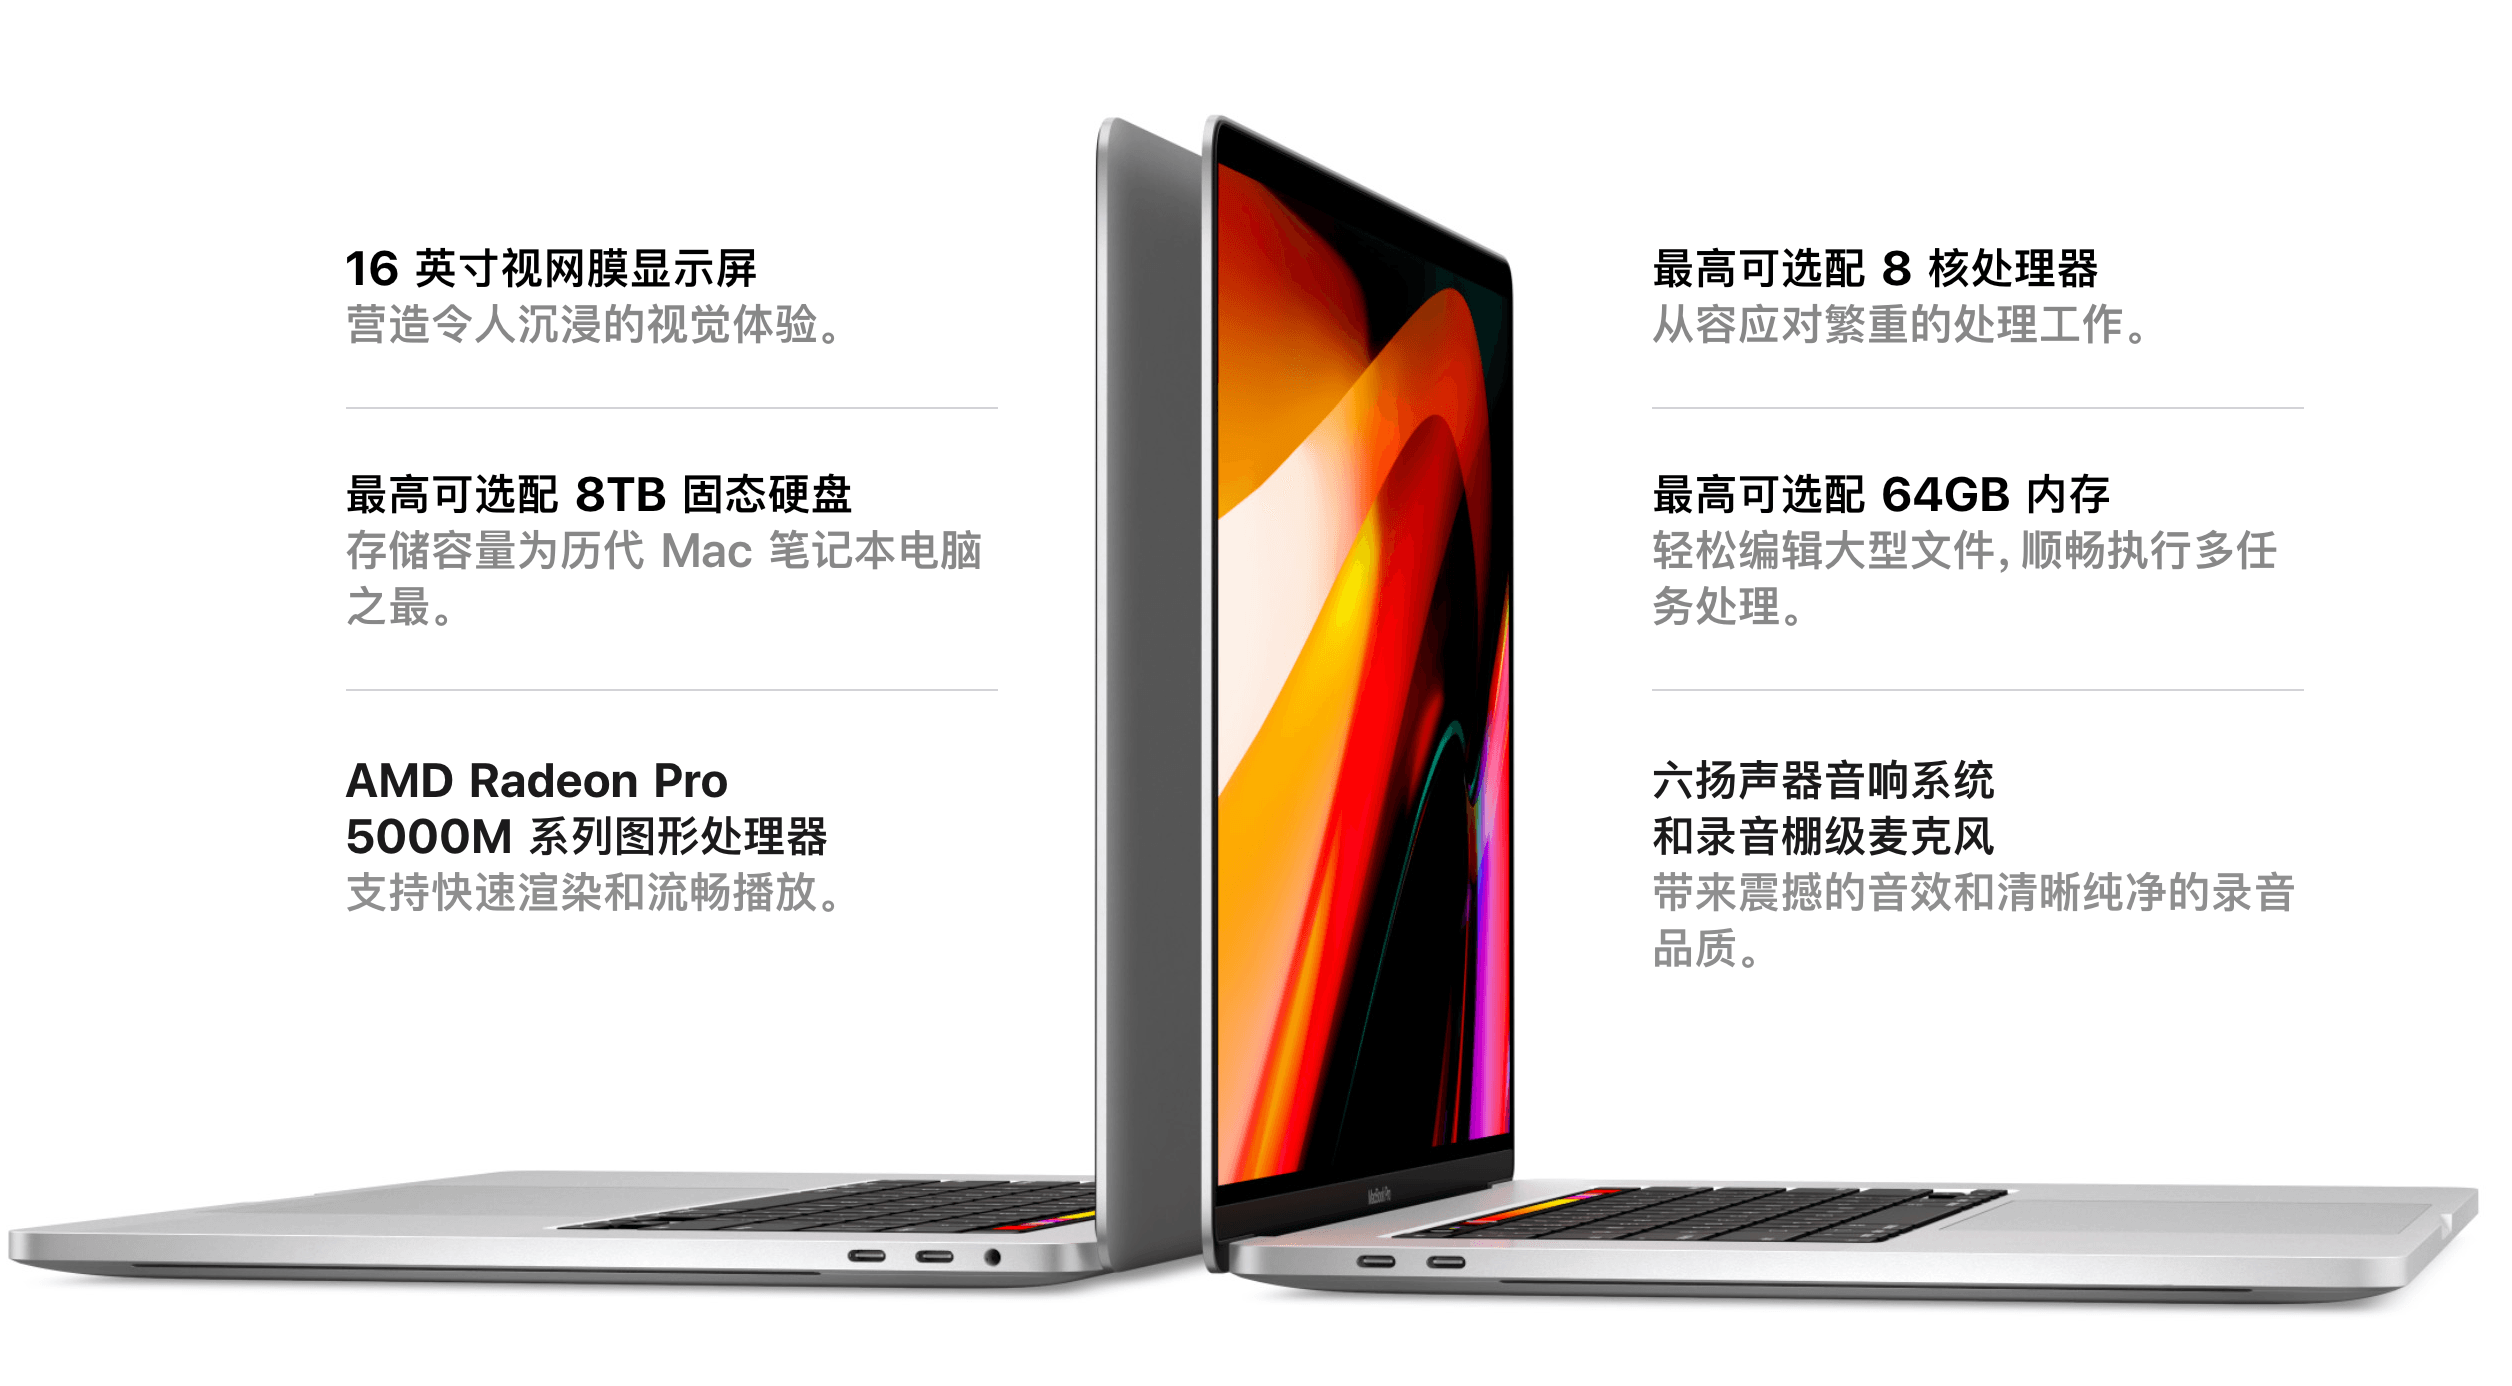 16 英寸视网膜显示屏
营造令人沉浸的视觉体验。
最高可选配 8TB 固态硬盘
存储容量为历代 Mac 笔记本电脑
之最。
AMD Radeon Pro
5000M 系列图形处理器
支持快速渲染和流畅播放。
最高可选配 8 核处理器
从容应对繁重的处理工作。
最高可选配 64GB 内存
轻松编辑大型文件，顺畅执行多任
务处理。
六扬声器音响系统
和录音棚级麦克风
带来震撼的音效和清晰纯净的录音
品质。
MacBook Pro